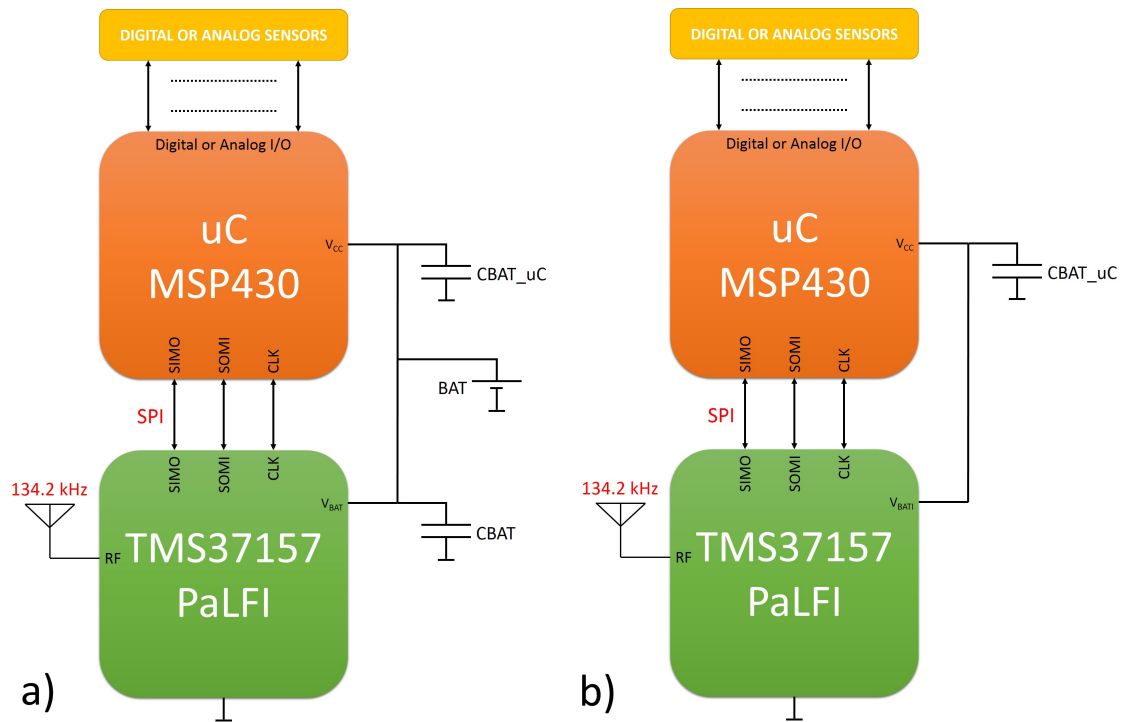 DIGITAL OR ANALOG SENSORS
Digital or Analog I/O
uC
MSP430
VCC
CBAT_uC
SIMO
SOMI
CLK
SPI
BAT
SIMO
SOMI
CLK
134.2 kHz
RF
VBAT
CBAT
TMS37157
PaLFI
a)
DIGITAL OR ANALOG SENSORS
Digital or Analog I/O
uC
MSP430
VCC
CBAT_uC
SIMO
SOMI
CLK
SPI
SIMO
SOMI
CLK
134.2 kHz
RF
VBATI
TMS37157
PaLFI
b)